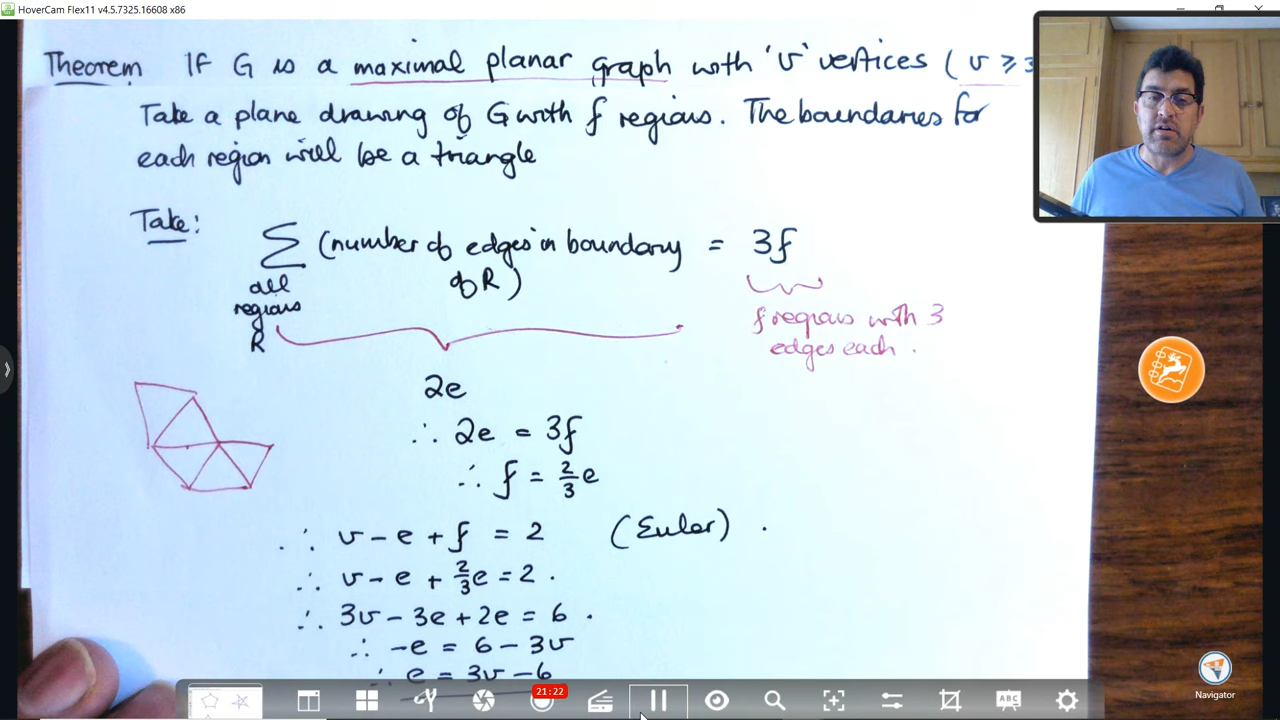 HoverCam Flex11 v4.5.7325.16608 x86
Theorem If G is a maximal planar graph with 'v' vertices (v ≥ 3
Take a plane drawing of G with f regions. The boundaries for
each region will be a triangle
Take:
∑ (number of edges in boundary = 3f
all of R)
regions
R
f regions with 3
edges each.
2e
∴ 2e = 3f
∴ f = 2/3 e
∴ v - e + f = 2 (Euler).
∴ v - e + 2/3 e = 2.
∴ 3v - 3e + 2e = 6.
∴ -e = 6 - 3v
∴ e = 3v - 6
21:22
ABC
Navigator